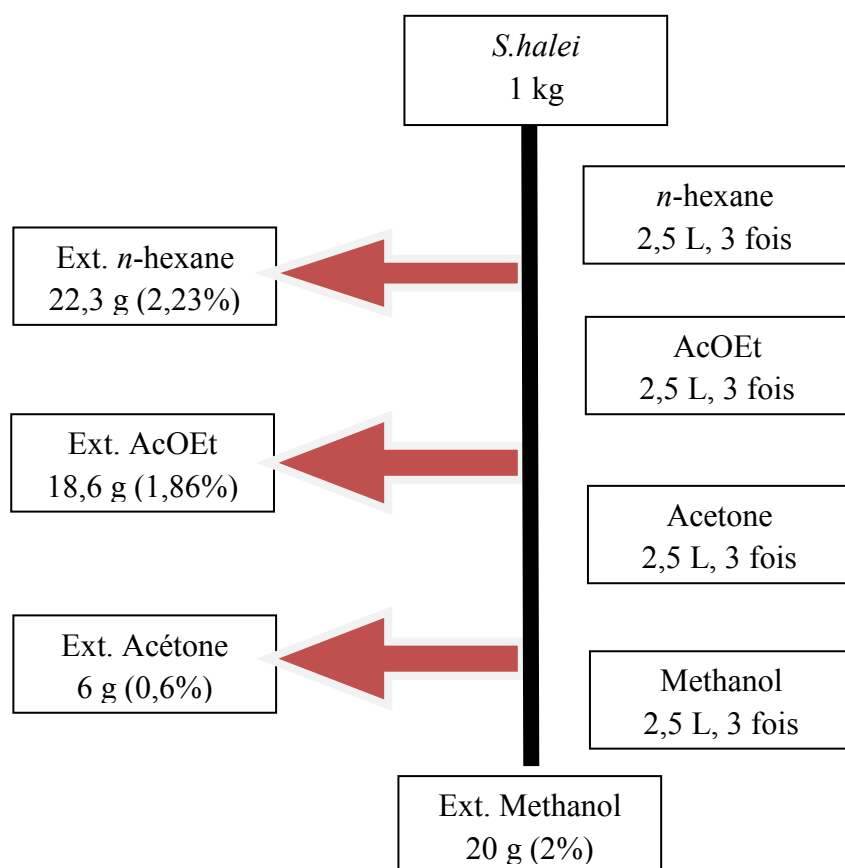 S.halei
1 kg
n-hexane
2,5 L, 3 fois
Ext. n-hexane
22,3 g (2,23%)
AcOEt
2,5 L, 3 fois
Ext. AcOEt
18,6 g (1,86%)
Acetone
2,5 L, 3 fois
Ext. Acétone
6 g (0,6%)
Methanol
2,5 L, 3 fois
Ext. Methanol
20 g (2%)